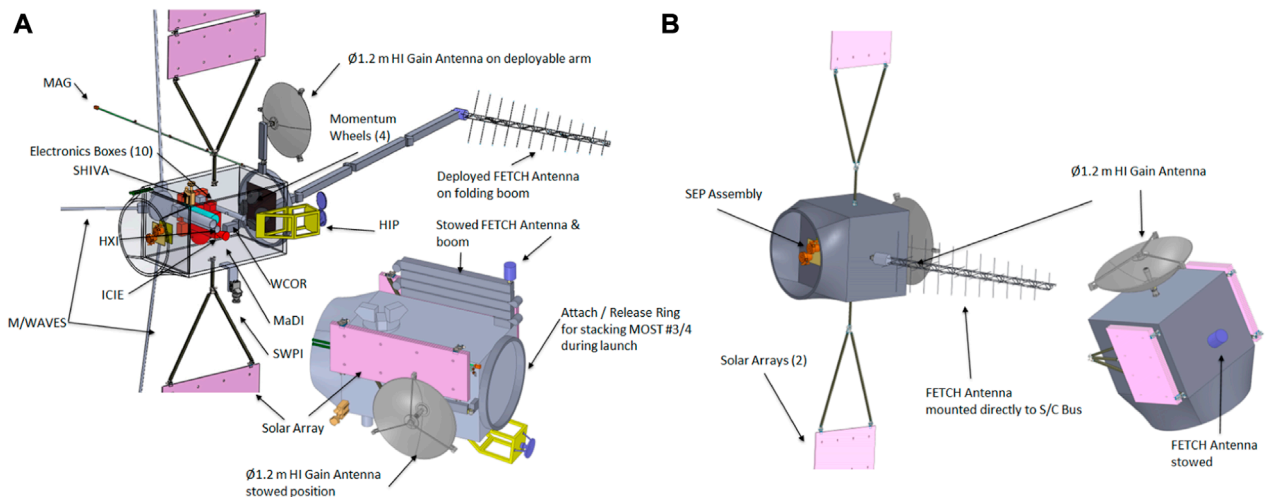 A
Ø1.2 m HI Gain Antenna on deployable arm
MAG
Momentum
Wheels (4)
Electronics Boxes (10)
SHIVA
Deployed FETCH Antenna
on folding boom
HXI
HIP
Stowed FETCH Antenna &
boom
ICIE
WCOR
M/WAVES
MaDI
SWPI
Attach / Release Ring
for stacking MOST #3/4
during launch
Solar Array
Ø1.2 m HI Gain Antenna
stowed position
B
SEP Assembly
Ø1.2 m HI Gain Antenna
Solar Arrays (2)
FETCH Antenna
mounted directly to S/C Bus
FETCH Antenna
stowed